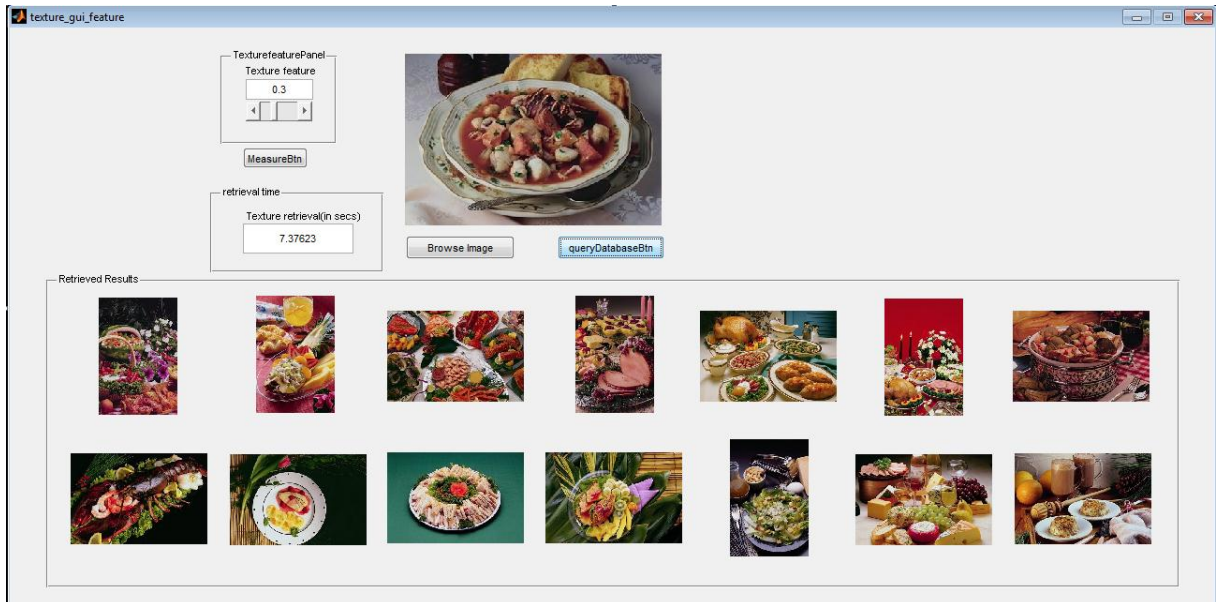 texture_gui_feature
TexturefeaturePanel
Texture feature
0.3
MeasureBtn
retrieval time
Texture retrieval(in secs)
7.37623
Browse Image
queryDatabaseBtn
Retrieved Results